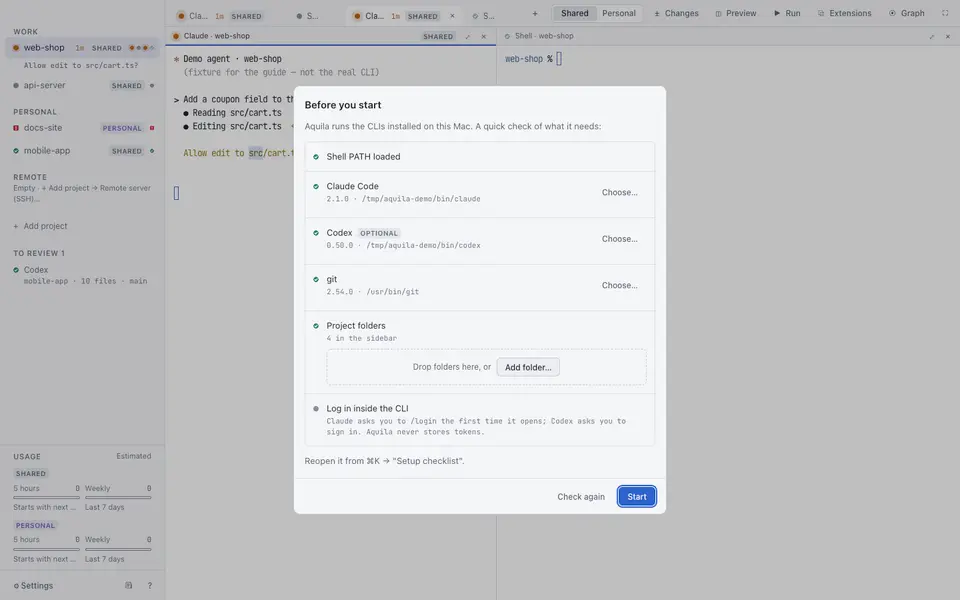 WORK
web-shop 1m SHARED
Allow edit to src/cart.ts?
api-server SHARED
PERSONAL
docs-site PERSONAL
mobile-app SHARED
REMOTE
Empty · + Add project → Remote server
(SSH)…
+ Add project
TO REVIEW 1
Codex
mobile-app · 10 files · main
USAGE Estimated
SHARED
5 hours 0 Weekly 0
Starts with next … Last 7 days
PERSONAL
5 hours 0 Weekly 0
Starts with next … Last 7 days
Settings ?
Cla… 1m SHARED
S…
Cla… 1m SHARED ×
S…
+
Shared Personal
Changes
Preview
Run
Extensions
Graph
Claude · web-shop SHARED
Demo agent · web-shop
(fixture for the guide — not the real CLI)
> Add a coupon field to th
● Reading src/cart.ts
● Editing src/cart.ts
Allow edit to src/cart.t
Shell · web-shop
web-shop %
Before you start
Aquila runs the CLIs installed on this Mac. A quick check of what it needs:
Shell PATH loaded
Claude Code
2.1.0 · /tmp/aquila-demo/bin/claude
Choose…
Codex OPTIONAL
0.50.0 · /tmp/aquila-demo/bin/codex
Choose…
git
2.54.0 · /usr/bin/git
Choose…
Project folders
4 in the sidebar
Drop folders here, or Add folder…
Log in inside the CLI
Claude asks you to /login the first time it opens; Codex asks you to
sign in. Aquila never stores tokens.
Reopen it from ⌘K → "Setup checklist".
Check again Start